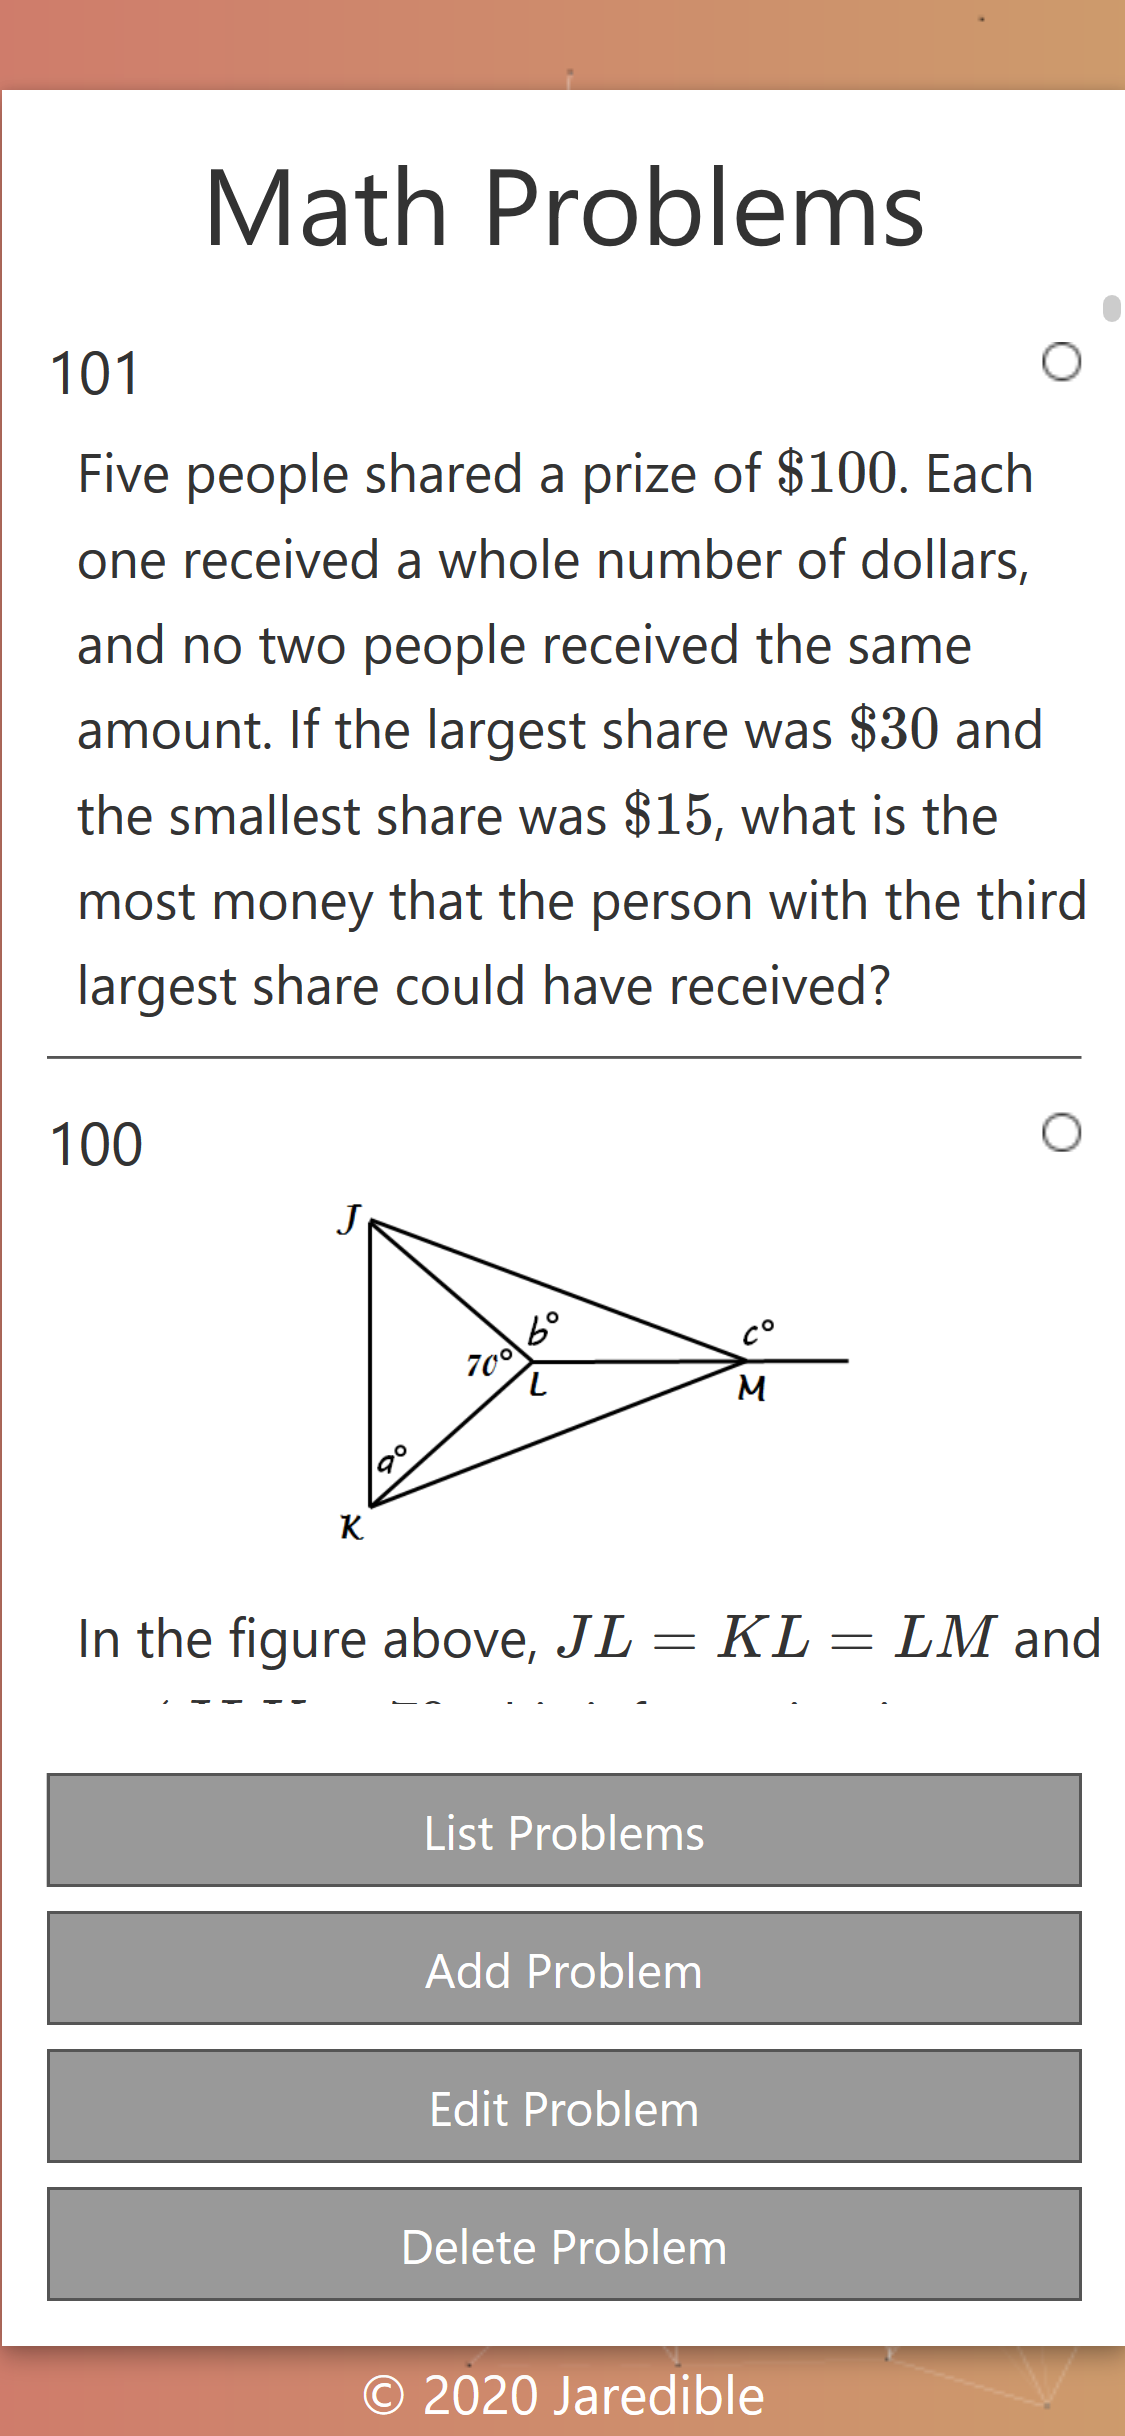 Math Problems
101
Five people shared a prize of $100. Each
one received a whole number of dollars,
and no two people received the same
amount. If the largest share was $30 and
the smallest share was $15, what is the
most money that the person with the third
largest share could have received?
100
J
b°
c°
70°
L
M
a°
K
In the figure above, JL = KL = LM and
List Problems
Add Problem
Edit Problem
Delete Problem
© 2020 Jaredible